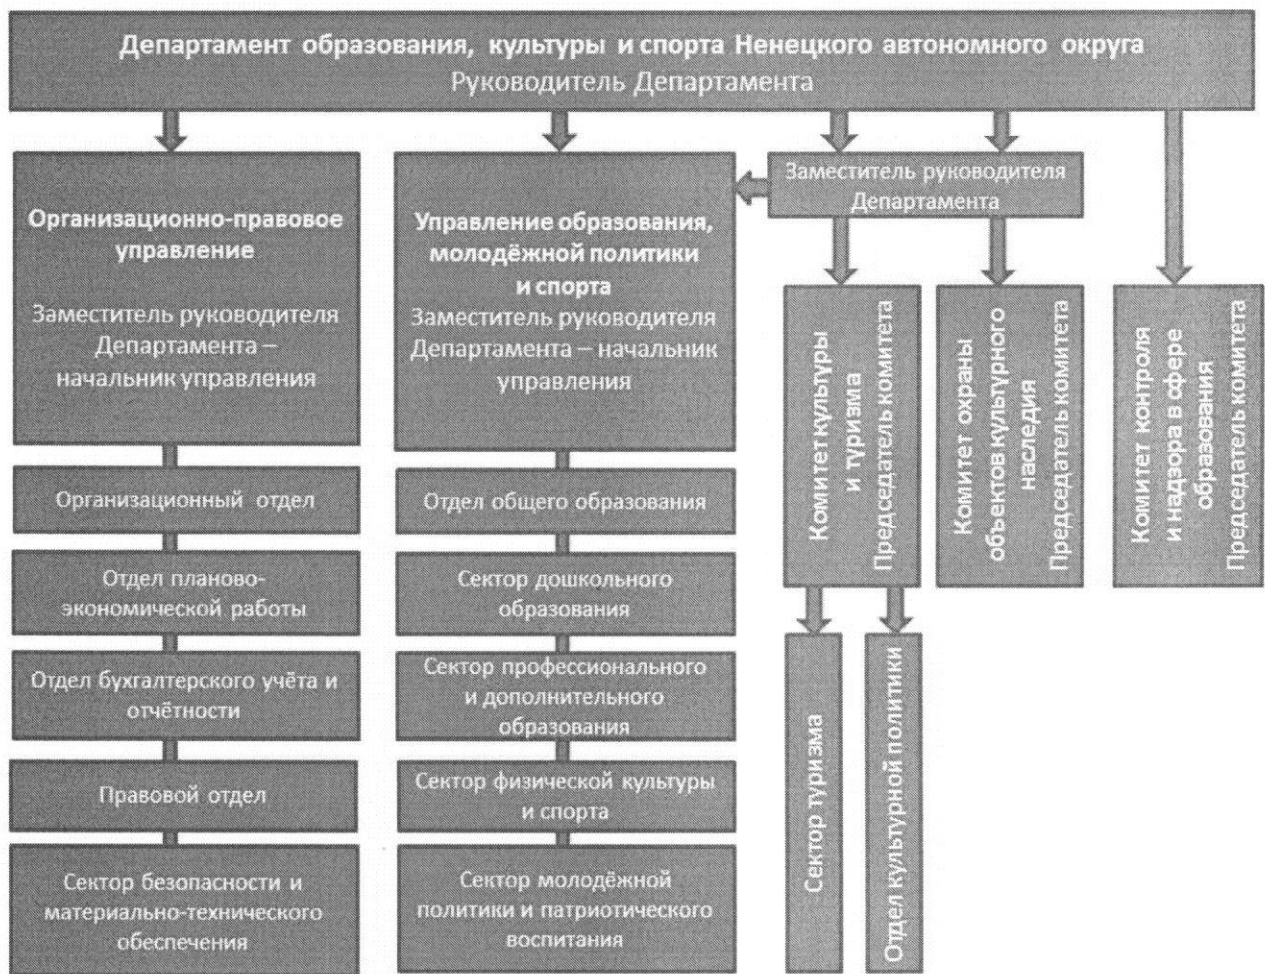 Департамент образования, культуры и спорта Ненецкого автономного округа
Руководитель Департамента
Организационно-правовое
управление
Заместитель руководителя
Департамента –
начальник управления
Организационный отдел
Отдел планово-
экономической работы
Отдел бухгалтерского учёта и
отчётности
Правовой отдел
Сектор безопасности и
материально-технического
обеспечения
Управление образования,
молодёжной политики
и спорта
Заместитель руководителя
Департамента – начальник
управления
Отдел общего образования
Сектор дошкольного
образования
Сектор профессионального
и дополнительного
образования
Сектор физической культуры
и спорта
Сектор молодёжной
политики и патриотического
воспитания
Заместитель руководителя
Департамента
Комитет культуры
и туризма
Председатель комитета
Сектор туризма
Отдел культурной политики
Комитет охраны
объектов культурного
наследия
Председатель комитета
Комитет контроля
и надзора в сфере
образования
Председатель комитета